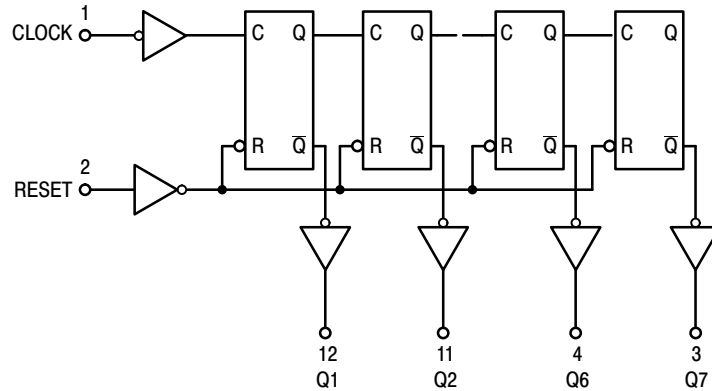 1
CLOCK
C Q C Q C Q C Q
R Q̅ R Q̅ R Q̅ R Q̅
2
RESET
12 11 4 3
Q1 Q2 Q6 Q7